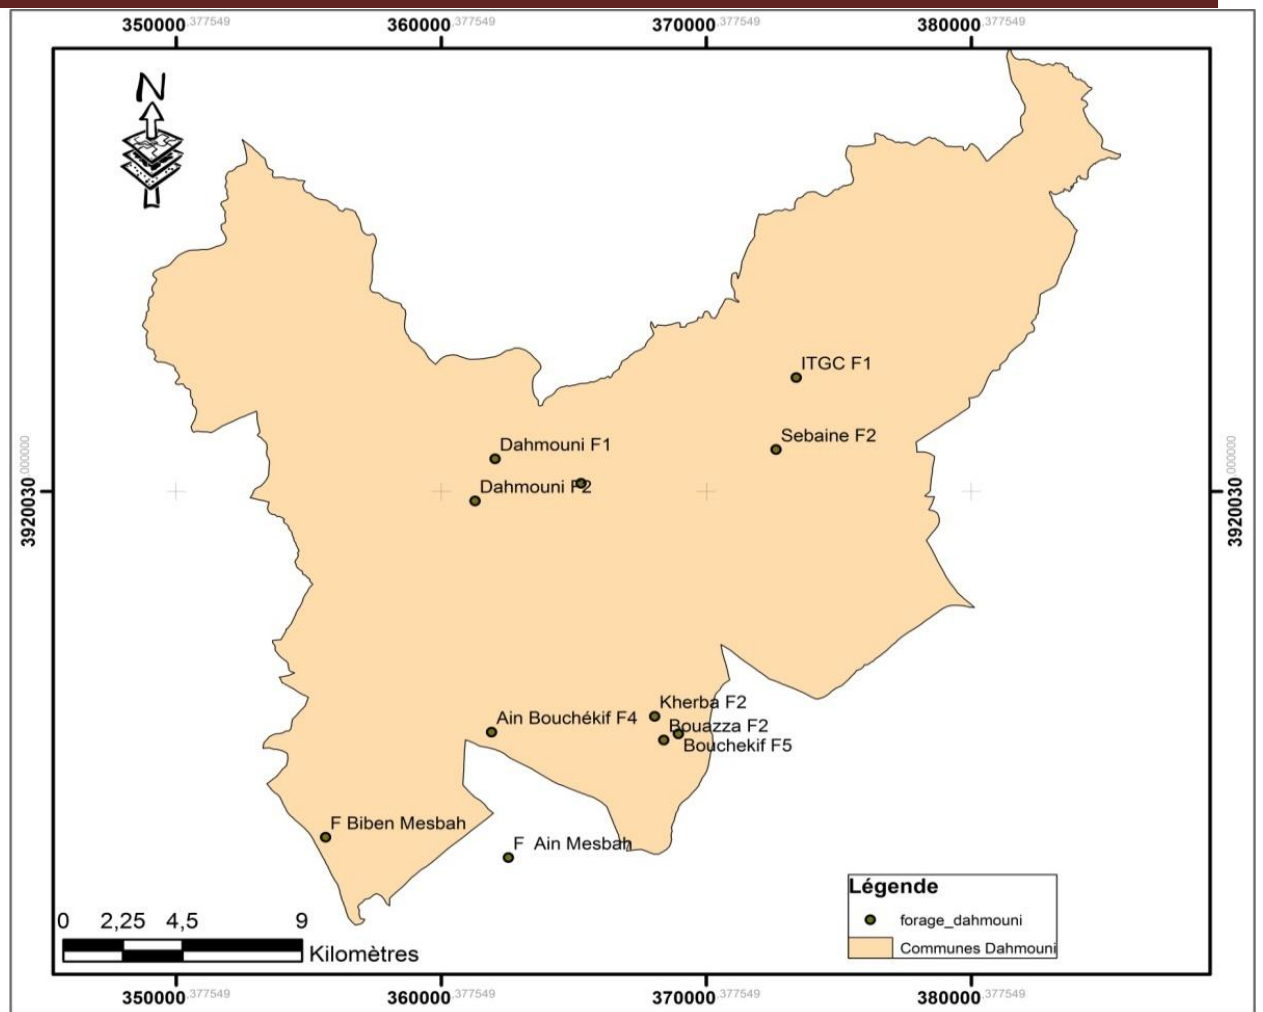 350000.377549 360000.377549 370000.377549 380000.377549
N
ITGC F1
Sebaine F2
Dahmouni F1
Dahmouni F2
3920030.000000
3920030.000000
Kherba F2
Ain Bouchékif F4
Bouazza F2
Bouchekif F5
F Biben Mesbah
F Ain Mesbah
Légende
forage_dahmouni
Communes Dahmouni
0 2,25 4,5 9
Kilomètres
350000.377549 360000.377549 370000.377549 380000.377549